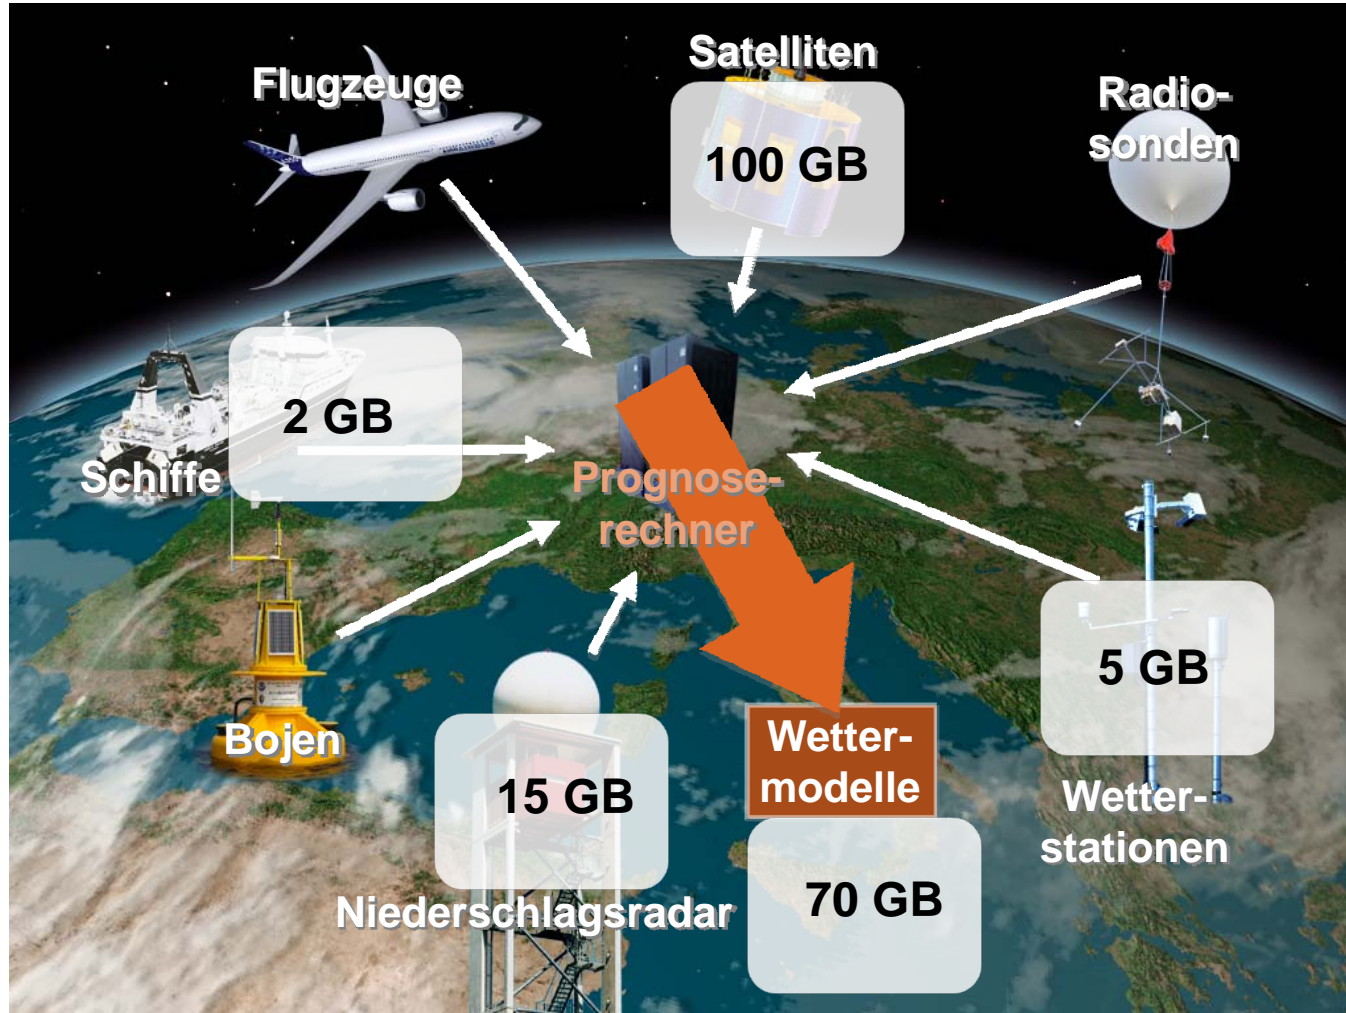 Satelliten
Flugzeuge
Radio-
sonden
100 GB
AIRBUS
2 GB
Schiffe
Prognose-
rechner
5 GB
Bojen
Wetter-
modelle
15 GB
Wetter-
stationen
Niederschlagsradar
70 GB